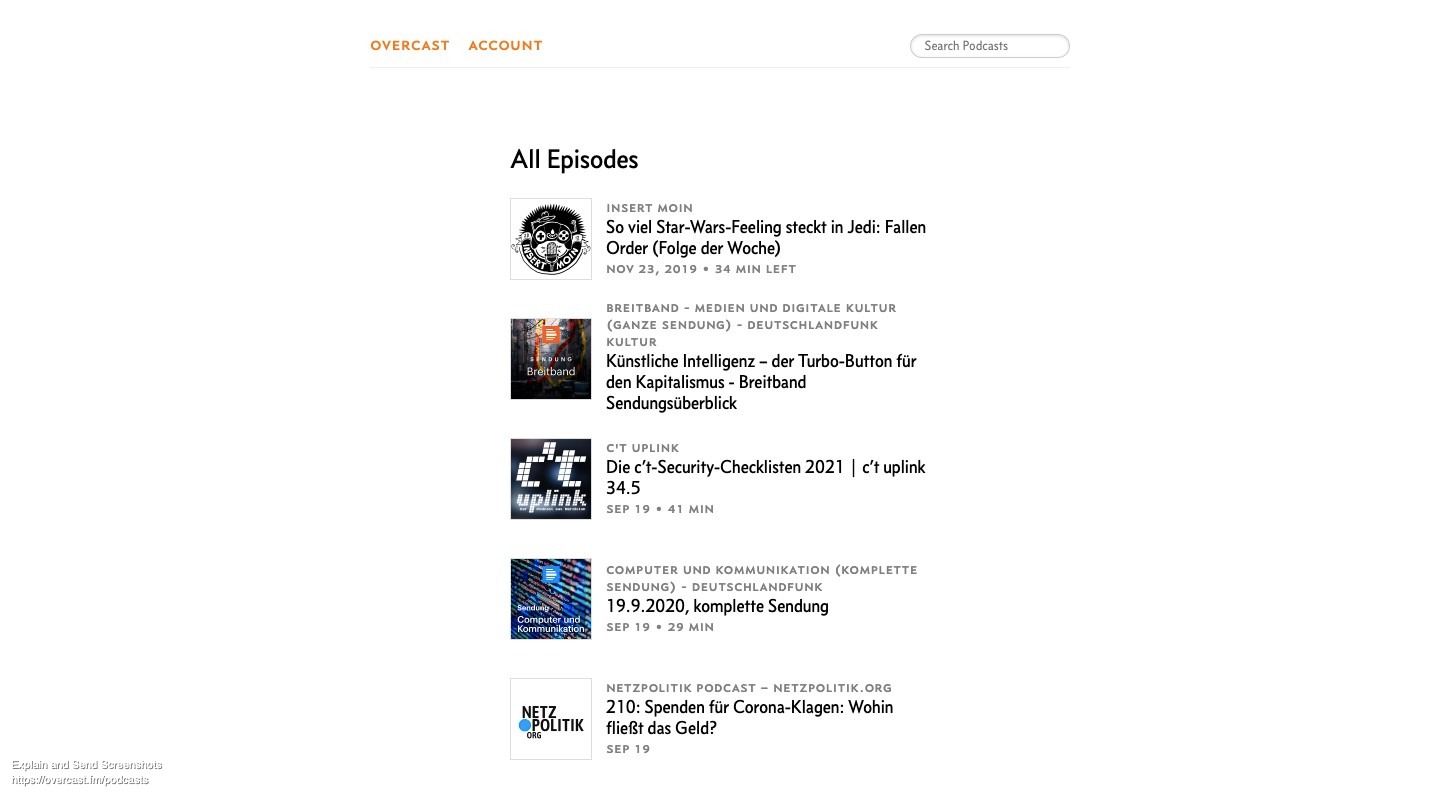 OVERCAST ACCOUNT
Search Podcasts
All Episodes
INSERT MOIN
INSERT MOIN
So viel Star-Wars-Feeling steckt in Jedi: Fallen
Order (Folge der Woche)
NOV 23, 2019 • 34 MIN LEFT
SENDUNG
Breitband
BREITBAND - MEDIEN UND DIGITALE KULTUR
(GANZE SENDUNG) - DEUTSCHLANDFUNK
KULTUR
Künstliche Intelligenz – der Turbo-Button für
den Kapitalismus - Breitband
Sendungsüberblick
c't
uplink
C'T UPLINK
Die c’t-Security-Checklisten 2021 | c’t uplink
34.5
SEP 19 • 41 MIN
Sendung
Computer und
Kommunikation
COMPUTER UND KOMMUNIKATION (KOMPLETTE
SENDUNG) - DEUTSCHLANDFUNK
19.9.2020, komplette Sendung
SEP 19 • 29 MIN
NETZ
POLITIK
ORG
NETZPOLITIK PODCAST – NETZPOLITIK.ORG
210: Spenden für Corona-Klagen: Wohin
fließt das Geld?
SEP 19
Explain and Send Screenshots
https://overcast.fm/podcasts